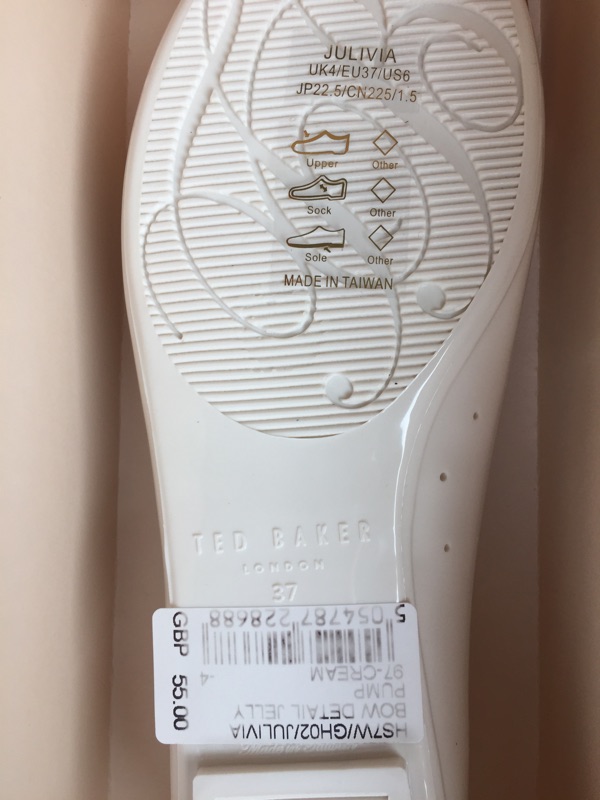 JULIVIA
UK4/EU37/US6
JP22.5/CN225/1.5
Upper Other
Sock Other
Sole Other
MADE IN TAIWAN
TED BAKER
LONDON
37
HS7W/GH02/JULIVIA
BOW DETAIL JELLY
PUMP
97-CREAM
.4
5 054787 228688
GBP 55.00